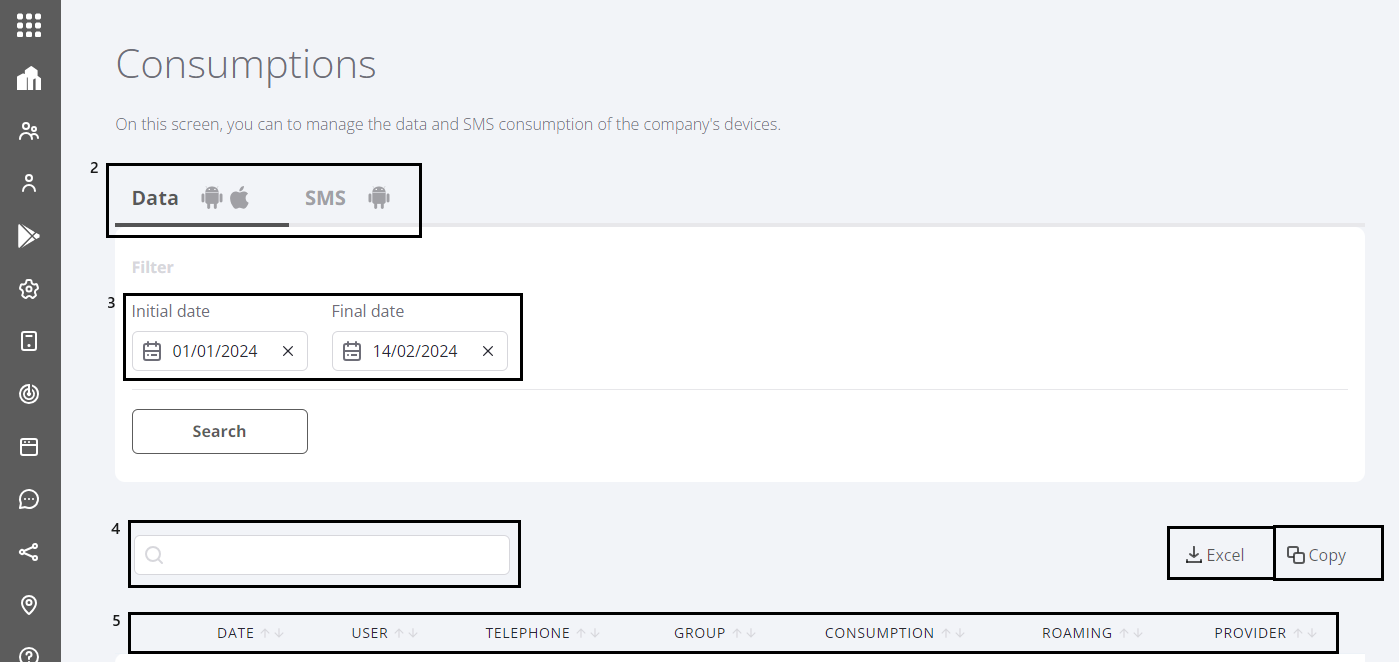 Consumptions
On this screen, you can to manage the data and SMS consumption of the company's devices.
2
Data SMS
Filter
3
Initial date Final date
01/01/2024 14/02/2024
Search
4
Excel Copy
5
DATE USER TELEPHONE GROUP CONSUMPTION ROAMING PROVIDER